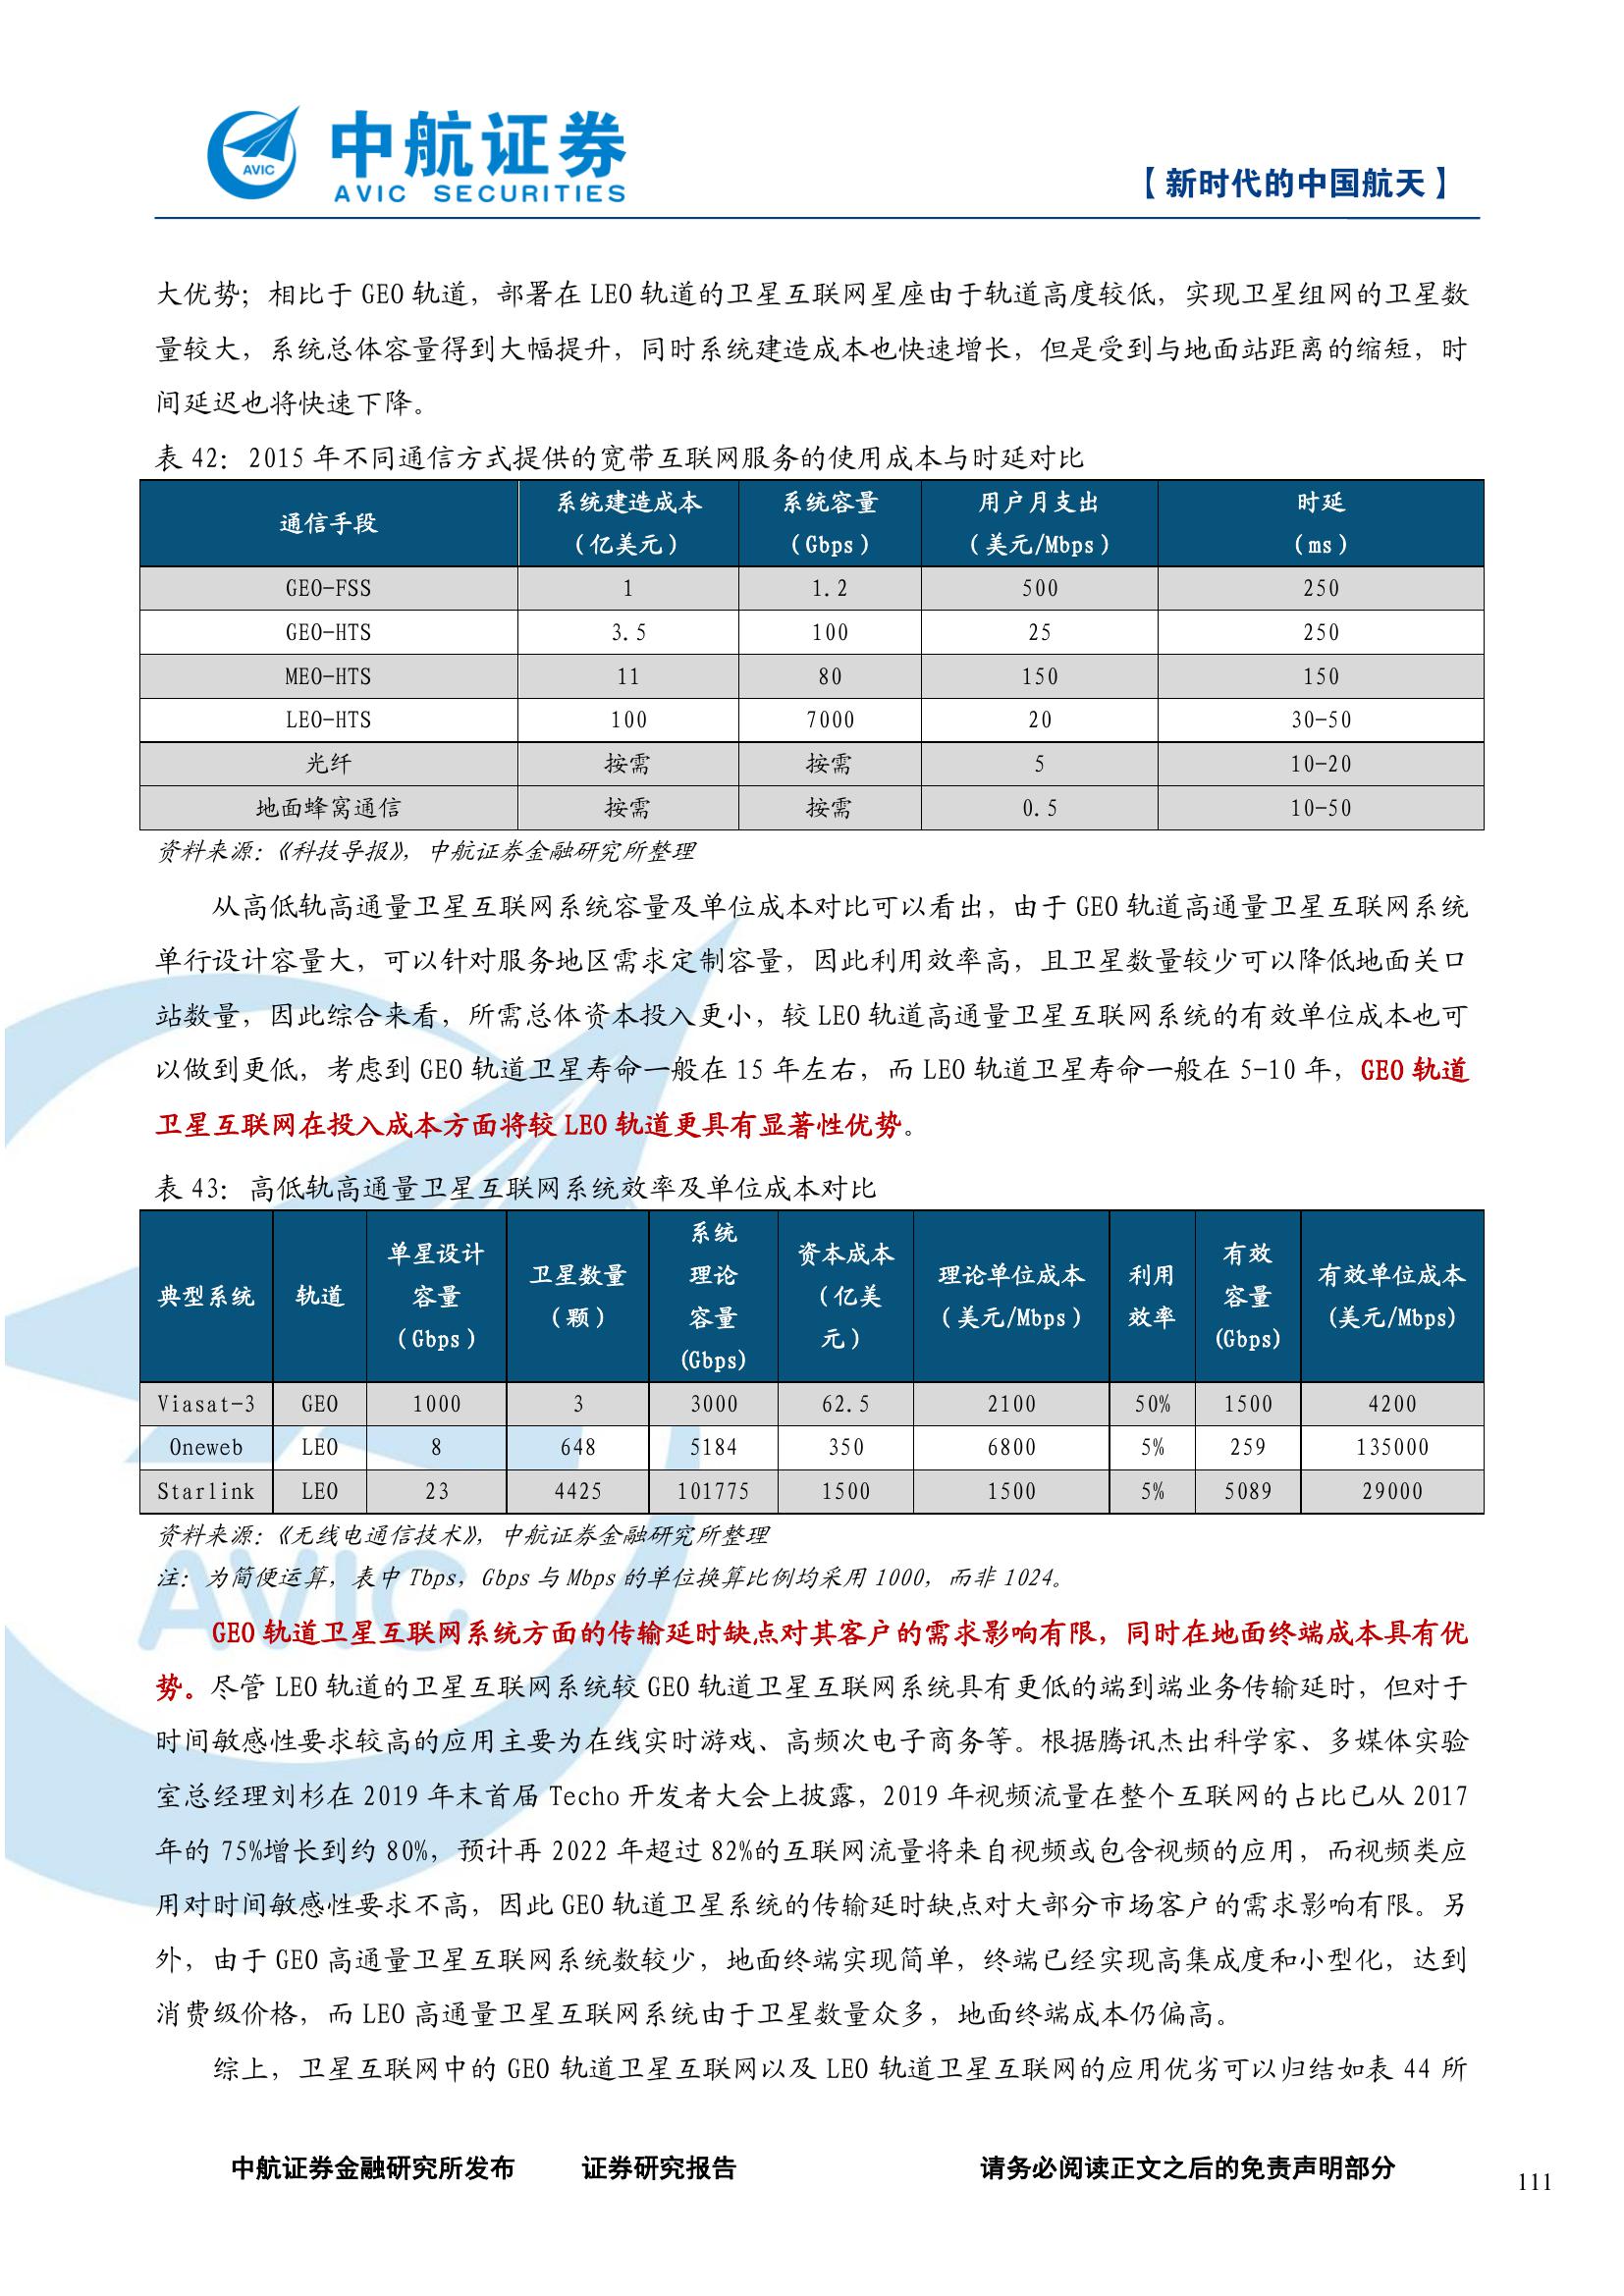 AVIC
中航证券
AVIC SECURITIES
【新时代的中国航天】
大优势；相比于 GEO 轨道，部署在 LEO 轨道的卫星互联网星座由于轨道高度较低，实现卫星组网的卫星数
量较大，系统总体容量得到大幅提升，同时系统建造成本也快速增长，但是受到与地面站距离的缩短，时
间延迟也将快速下降。
表 42：2015 年不同通信方式提供的宽带互联网服务的使用成本与时延对比
通信手段 系统建造成本（亿美元） 系统容量（Gbps） 用户月支出（美元/Mbps） 时延（ms）
GEO-FSS 1 1.2 500 250
GEO-HTS 3.5 100 25 250
MEO-HTS 11 80 150 150
LEO-HTS 100 7000 20 30-50
光纤 按需 按需 5 10-20
地面蜂窝通信 按需 按需 0.5 10-50
资料来源：《科技导报》，中航证券金融研究所整理
从高低轨高通量卫星互联网系统容量及单位成本对比可以看出，由于 GEO 轨道高通量卫星互联网系统
单行设计容量大，可以针对服务地区需求定制容量，因此利用效率高，且卫星数量较少可以降低地面关口
站数量，因此综合来看，所需总体资本投入更小，较 LEO 轨道高通量卫星互联网系统的有效单位成本也可
以做到更低，考虑到 GEO 轨道卫星寿命一般在 15 年左右，而 LEO 轨道卫星寿命一般在 5-10 年，GEO 轨道
卫星互联网在投入成本方面将较 LEO 轨道更具有显著性优势。
表 43：高低轨高通量卫星互联网系统效率及单位成本对比
典型系统 轨道 单星设计容量（Gbps） 卫星数量（颗） 系统理论容量(Gbps) 资本成本（亿美元） 理论单位成本（美元/Mbps） 利用效率 有效容量(Gbps) 有效单位成本(美元/Mbps)
Viasat-3 GEO 1000 3 3000 62.5 2100 50% 1500 4200
Oneweb LEO 8 648 5184 350 6800 5% 259 135000
Starlink LEO 23 4425 101775 1500 1500 5% 5089 29000
资料来源：《无线电通信技术》，中航证券金融研究所整理
注：为简便运算，表中 Tbps，Gbps 与 Mbps 的单位换算比例均采用 1000，而非 1024。
GEO 轨道卫星互联网系统方面的传输延时缺点对其客户的需求影响有限，同时在地面终端成本具有优
势。尽管 LEO 轨道的卫星互联网系统较 GEO 轨道卫星互联网系统具有更低的端到端业务传输延时，但对于
时间敏感性要求较高的应用主要为在线实时游戏、高频次电子商务等。根据腾讯杰出科学家、多媒体实验
室总经理刘杉在 2019 年末首届 Techo 开发者大会上披露，2019 年视频流量在整个互联网的占比已从 2017
年的 75%增长到约 80%，预计再 2022 年超过 82%的互联网流量将来自视频或包含视频的应用，而视频类应
用对时间敏感性要求不高，因此 GEO 轨道卫星系统的传输延时缺点对大部分市场客户的需求影响有限。另
外，由于 GEO 高通量卫星互联网系统数较少，地面终端实现简单，终端已经实现高集成度和小型化，达到
消费级价格，而 LEO 高通量卫星互联网系统由于卫星数量众多，地面终端成本仍偏高。
综上，卫星互联网中的 GEO 轨道卫星互联网以及 LEO 轨道卫星互联网的应用优劣可以归结如表 44 所
中航证券金融研究所发布 证券研究报告 请务必阅读正文之后的免责声明部分
111